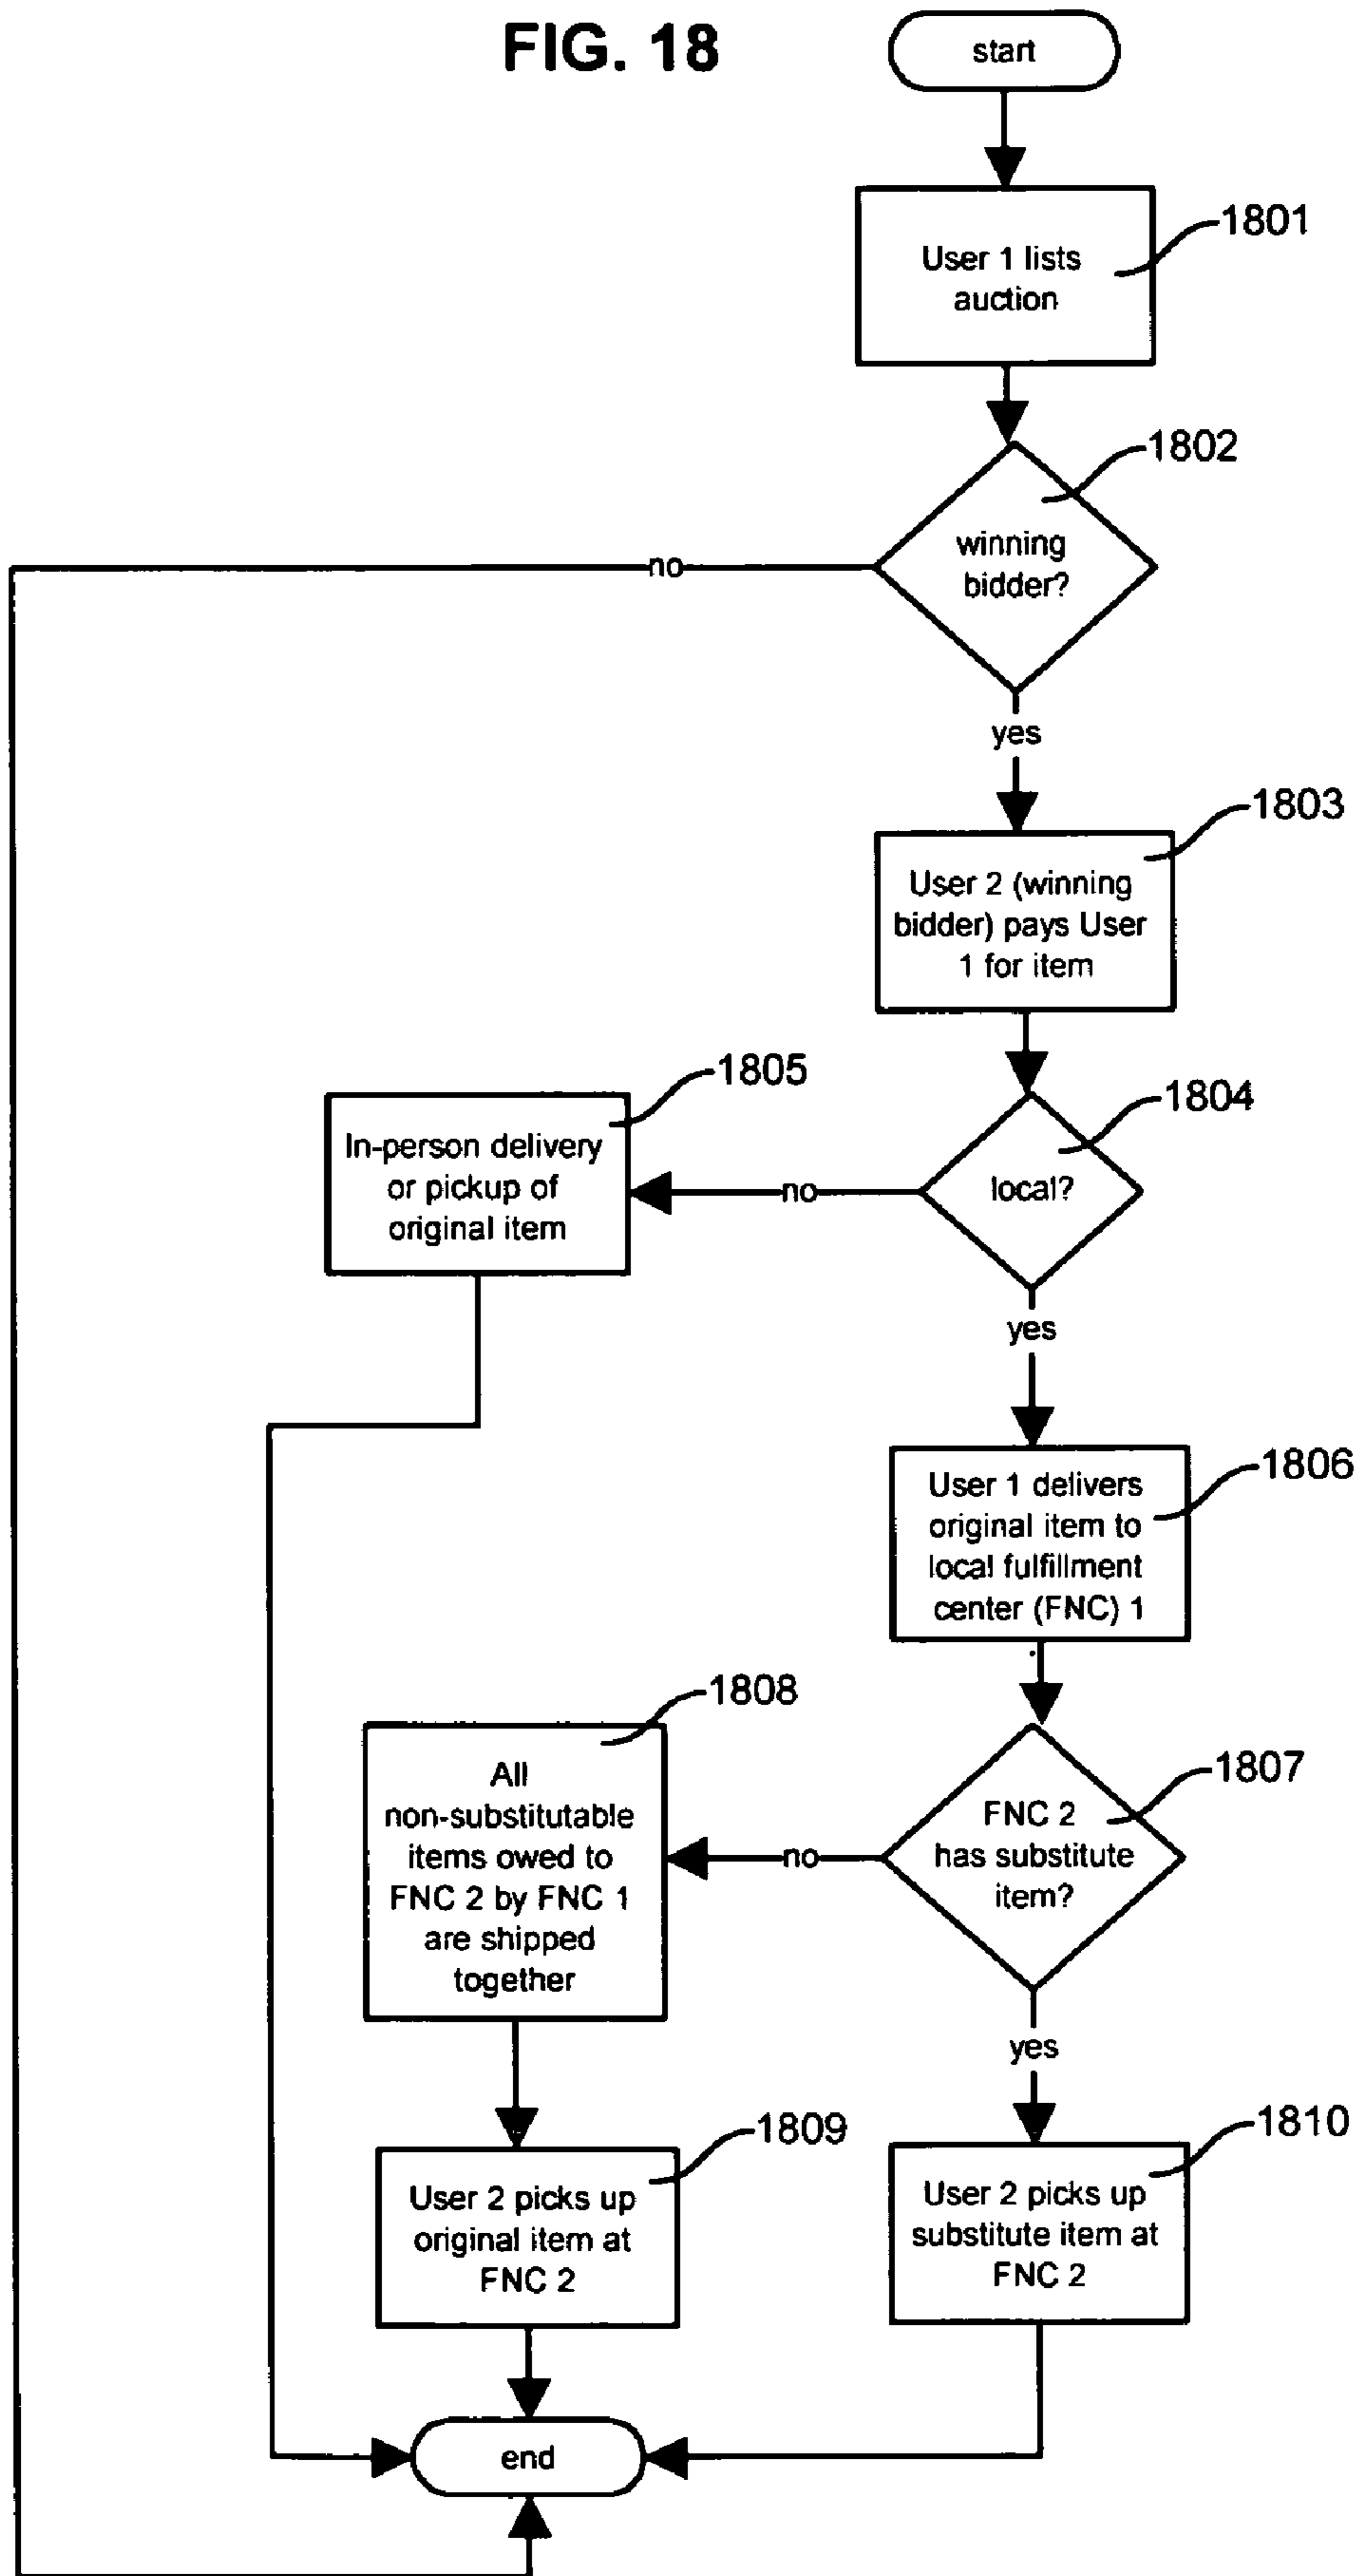 FIG. 18
start
1801
User 1 lists
auction
1802
winning
bidder?
no
yes
1803
User 2 (winning
bidder) pays User
1 for item
1804
local?
no
1805
In-person delivery
or pickup of
original item
yes
1806
User 1 delivers
original item to
local fulfillment
center (FNC) 1
1807
FNC 2
has substitute
item?
no
1808
All
non-substitutable
items owed to
FNC 2 by FNC 1
are shipped
together
yes
1809
User 2 picks up
original item at
FNC 2
1810
User 2 picks up
substitute item at
FNC 2
end